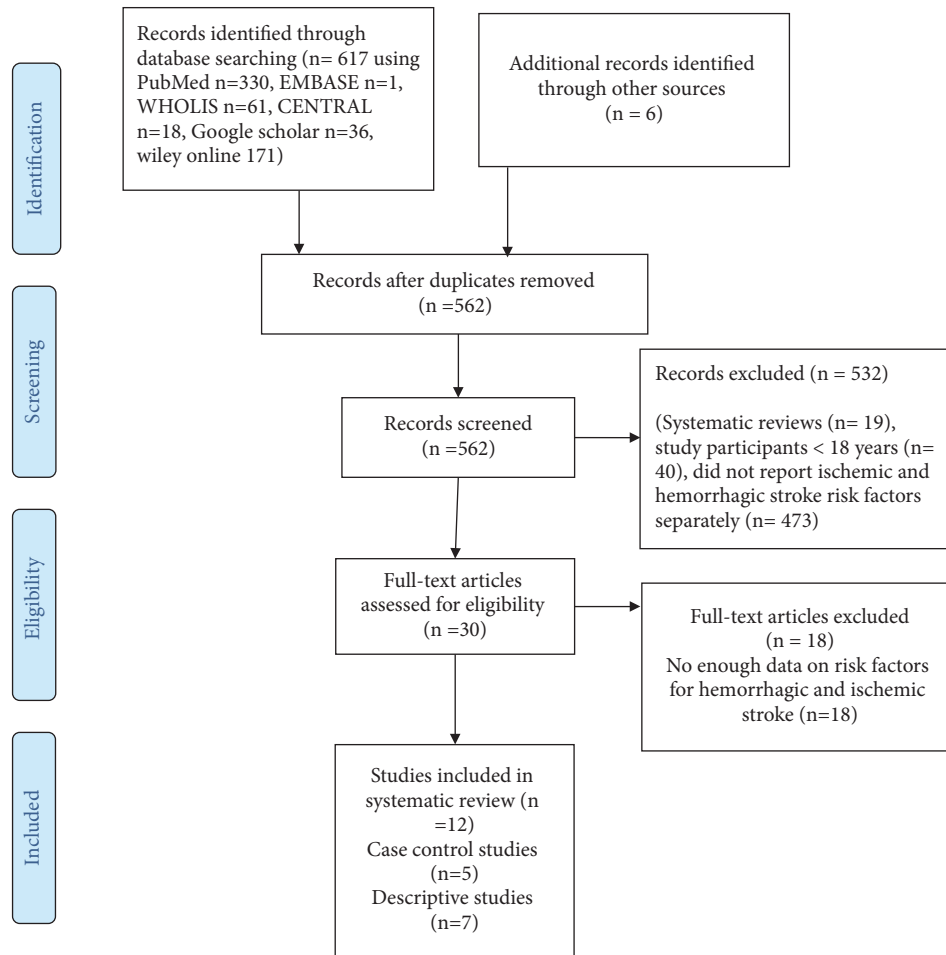 Identification
Records identified through
database searching (n= 617 using
PubMed n=330, EMBASE n=1,
WHOLIS n=61, CENTRAL
n=18, Google scholar n=36,
wiley online 171)
Additional records identified
through other sources
(n = 6)
Records after duplicates removed
(n =562)
Screening
Records screened
(n =562)
Records excluded (n = 532)
(Systematic reviews (n= 19),
study participants < 18 years (n=
40), did not report ischemic and
hemorrhagic stroke risk factors
separately (n= 473)
Eligibility
Full-text articles
assessed for eligibility
(n =30)
Full-text articles excluded
(n = 18)
No enough data on risk factors
for hemorrhagic and ischemic
stroke (n=18)
Included
Studies included in
systematic review (n
=12)
Case control studies
(n=5)
Descriptive studies
(n=7)